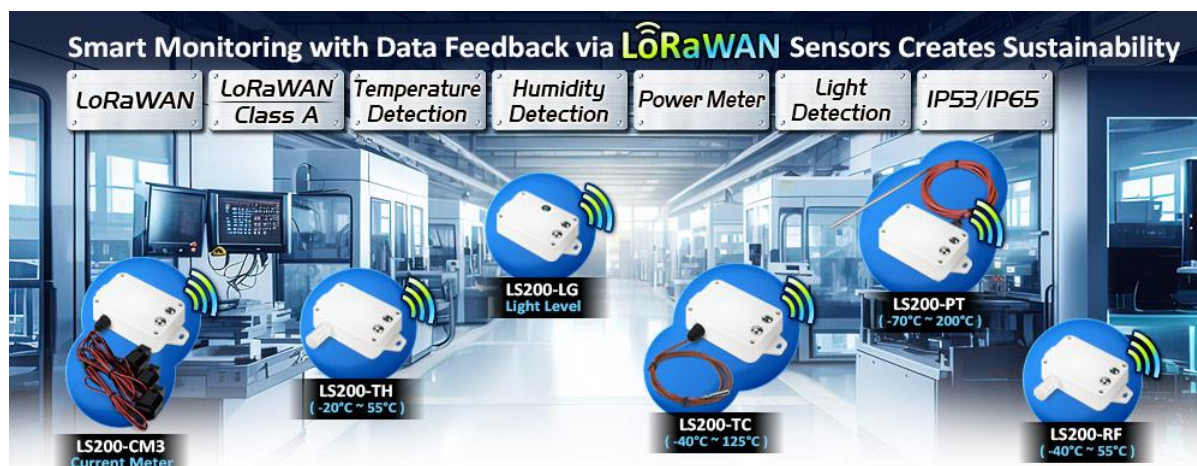 Smart Monitoring with Data Feedback via LoRaWAN Sensors Creates Sustainability
LoRaWAN
LoRaWAN
Class A
Temperature
Detection
Humidity
Detection
Power Meter
Light
Detection
IP53/IP65
LS200-LG
Light Level
LS200-PT
(-70°C ~ 200°C)
LS200-TH
(-20°C ~ 55°C)
LS200-TC
(-40°C ~ 125°C)
LS200-RF
(-40°C ~ 55°C)
LS200-CM3
Current Meter